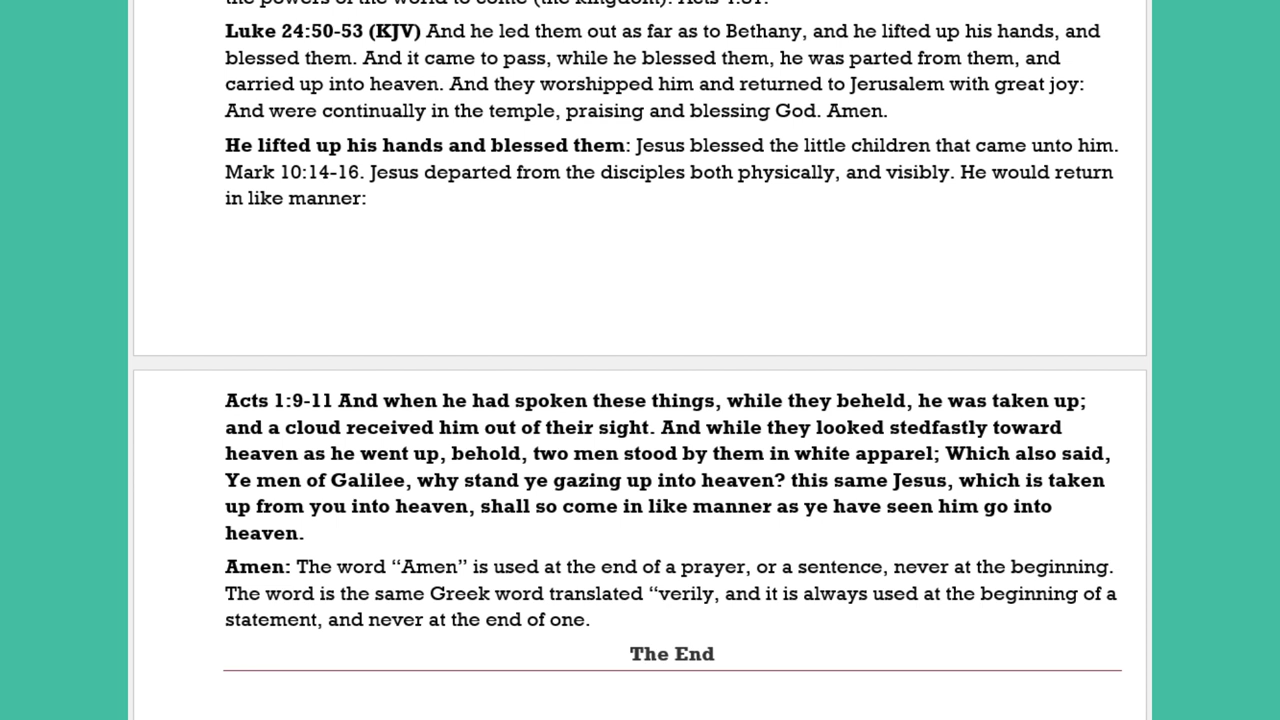 the powers of the world to come (the kingdom). Acts 1:31.
Luke 24:50-53 (KJV) And he led them out as far as to Bethany, and he lifted up his hands, and
blessed them. And it came to pass, while he blessed them, he was parted from them, and
carried up into heaven. And they worshipped him and returned to Jerusalem with great joy:
And were continually in the temple, praising and blessing God. Amen.
He lifted up his hands and blessed them: Jesus blessed the little children that came unto him.
Mark 10:14-16. Jesus departed from the disciples both physically, and visibly. He would return
in like manner:
Acts 1:9-11 And when he had spoken these things, while they beheld, he was taken up;
and a cloud received him out of their sight. And while they looked stedfastly toward
heaven as he went up, behold, two men stood by them in white apparel; Which also said,
Ye men of Galilee, why stand ye gazing up into heaven? this same Jesus, which is taken
up from you into heaven, shall so come in like manner as ye have seen him go into
heaven.
Amen: The word “Amen” is used at the end of a prayer, or a sentence, never at the beginning.
The word is the same Greek word translated “verily, and it is always used at the beginning of a
statement, and never at the end of one.
The End